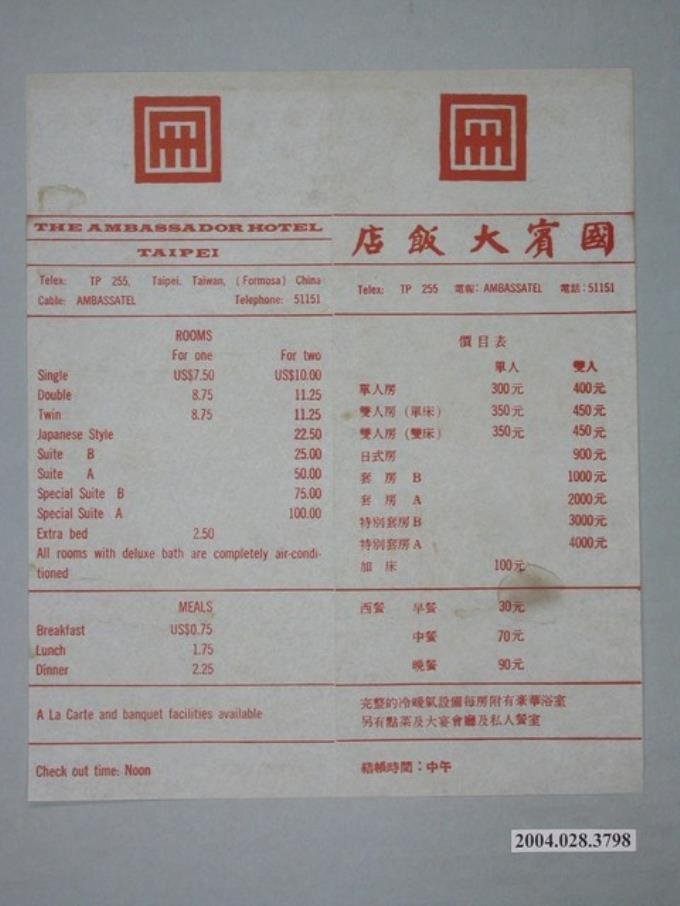 THE AMBASSADOR HOTEL
TAIPEI
Telex: TP 255, Taipei, Taiwan, (Formosa) China
Cable: AMBASSATEL Telephone: 51151
ROOMS
For one For two
Single US$7.50 US$10.00
Double 8.75 11.25
Twin 8.75 11.25
Japanese Style 22.50
Suite B 25.00
Suite A 50.00
Special Suite B 75.00
Special Suite A 100.00
Extra bed 2.50
All rooms with deluxe bath are completely air-condi-
tioned
MEALS
Breakfast US$0.75
Lunch 1.75
Dinner 2.25
A La Carte and banquet facilities available
Check out time: Noon
店飯大賓國
Telex: TP 255 電報: AMBASSATEL 電話: 51151
價目表
單人 雙人
單人房 300元 400元
雙人房 (單床) 350元 450元
雙人房 (雙床) 350元 450元
日式房 900元
套房 B 1000元
套房 A 2000元
特別套房 B 3000元
特別套房 A 4000元
加床 100元
西餐 早餐 30元
中餐 70元
晚餐 90元
完整的冷暖氣設備每房附有豪華浴室
另有點菜及大宴會廳及私人餐室
結帳時間：中午
2004.028.3798